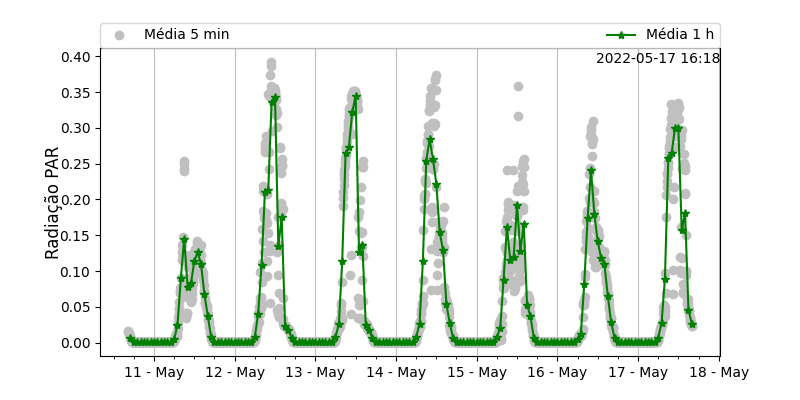 Média 5 min
Média 1 h
2022-05-17 16:18
Radiação PAR
0.40
0.35
0.30
0.25
0.20
0.15
0.10
0.05
0.00
11 - May
12 - May
13 - May
14 - May
15 - May
16 - May
17 - May
18 - May